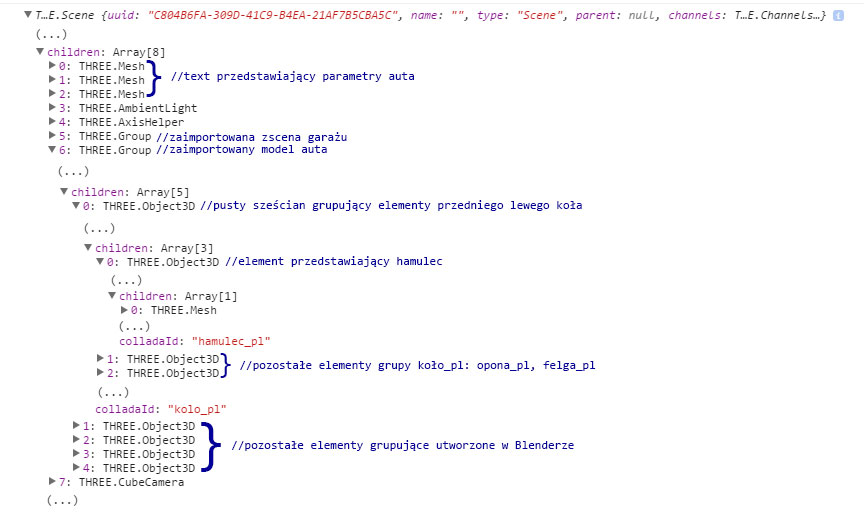 T…E.Scene {uuid: "C804B6FA-309D-41C9-B4EA-21AF7B5CBA5C", name: "", type: "Scene", parent: null, channels: T…E.Channels…} i
(...)
children: Array[8]
0: THREE.Mesh
1: THREE.Mesh } //text przedstawiający parametry auta
2: THREE.Mesh
3: THREE.AmbientLight
4: THREE.AxisHelper
5: THREE.Group //zaimportowana zscena garażu
6: THREE.Group //zaimportowany model auta
(...)
children: Array[5]
0: THREE.Object3D //pusty sześcian grupujący elementy przedniego lewego koła
(...)
children: Array[3]
0: THREE.Object3D //element przedstawiający hamulec
(...)
children: Array[1]
0: THREE.Mesh
(...)
colladaId: "hamulec_pl"
1: THREE.Object3D } //pozostałe elementy grupy koło_pl: opona_pl, felga_pl
2: THREE.Object3D
(...)
colladaId: "kolo_pl"
1: THREE.Object3D
2: THREE.Object3D } //pozostałe elementy grupujące utworzone w Blenderze
3: THREE.Object3D
4: THREE.Object3D
7: THREE.CubeCamera
(...)